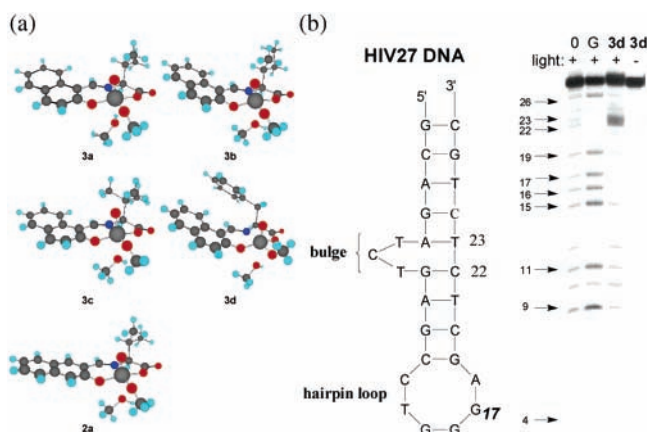 (a)
3a
3b
3c
3d
2a
(b)
HIV27 DNA
5' 3'
G C
C G
A T
G C
T A T 23
bulge C
T G C 22
A T
G C
C G
C A
hairpin loop T G 17
G G
0 G 3d 3d
light: + + + -
26
23
22
19
17
16
15
11
9
4